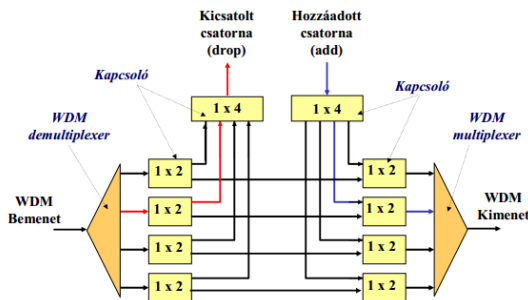 Kicsatolt
csatorna
(drop)
Hozzáadott
csatorna
(add)
Kapcsoló
Kapcsoló
WDM
demultiplexer
1 x 4
1 x 4
WDM
multiplexer
1 x 2
1 x 2
WDM
Bemenet
1 x 2
1 x 2
WDM
Kimenet
1 x 2
1 x 2
1 x 2
1 x 2